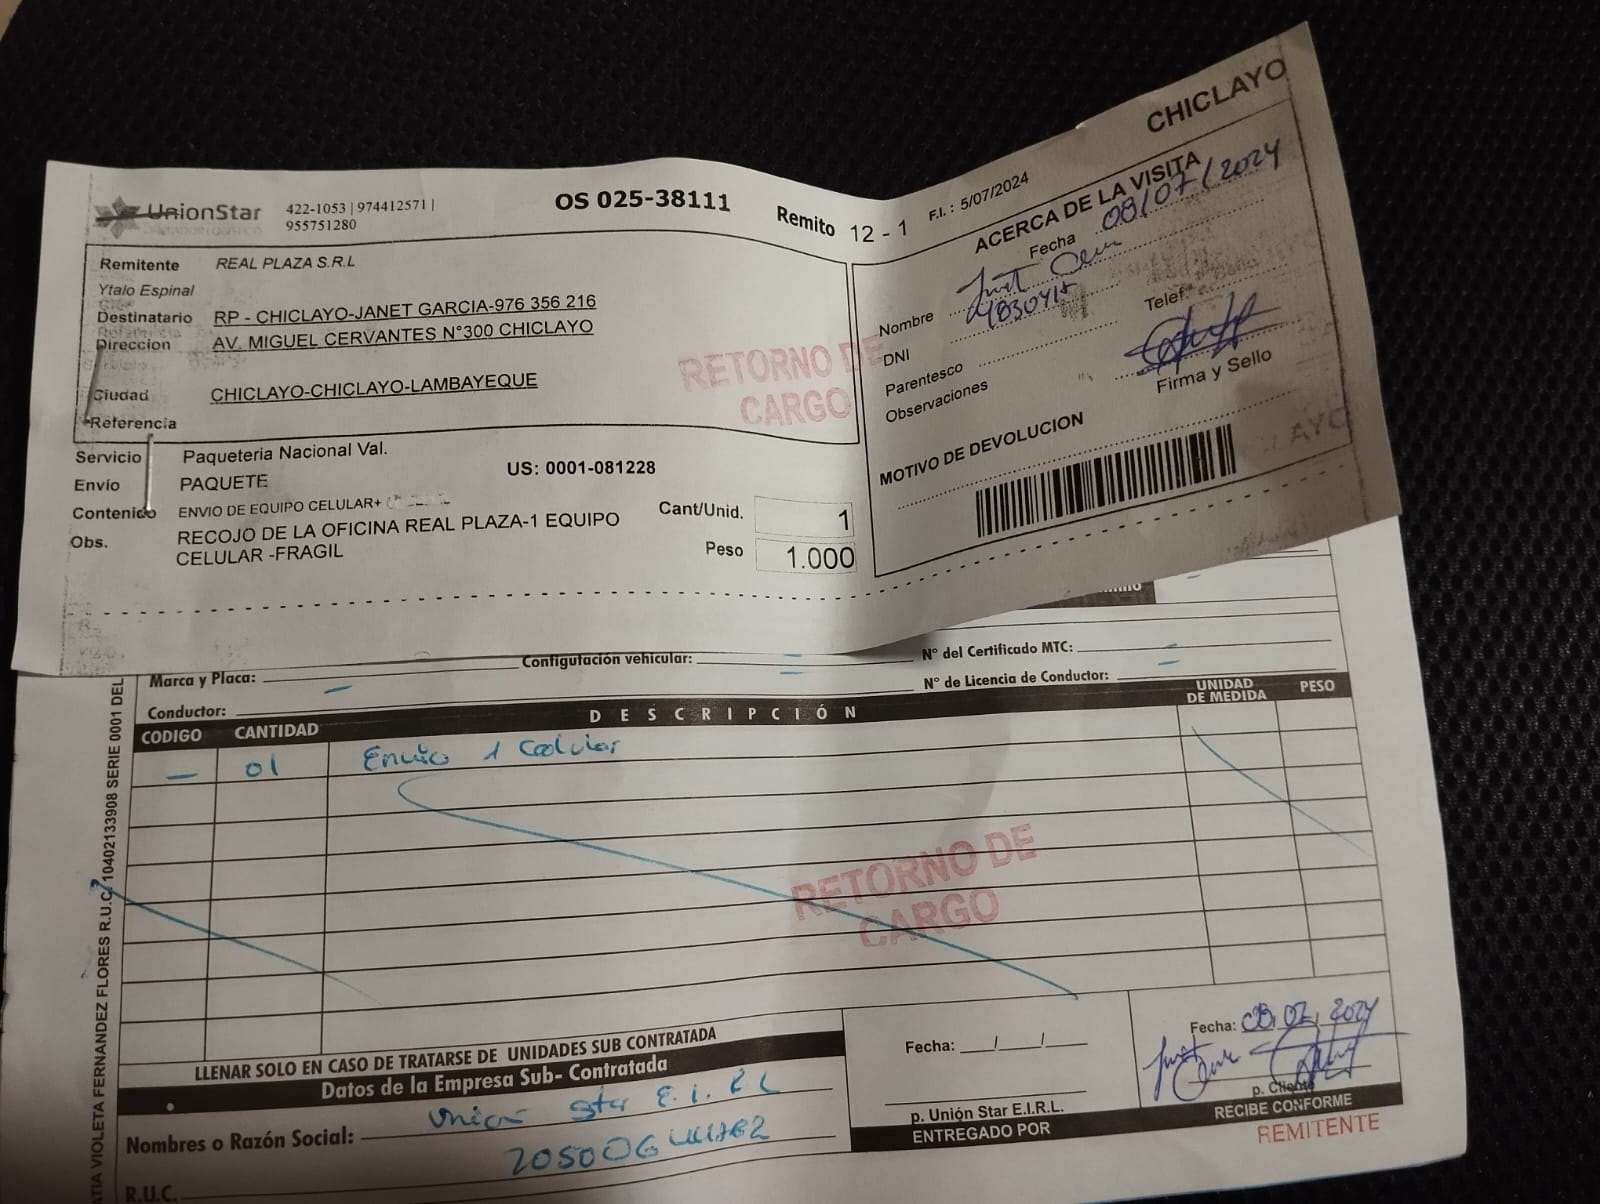 UnionStar
422-1053 | 974412571 |
955751280
OS 025-38111
Remito 12 - 1
F.I. : 5/07/2024
CHICLAYO
Remitente REAL PLAZA S.R.L
Ytalo Espinal
Destinatario RP - CHICLAYO-JANET GARCIA-976 356 216
Direccion AV. MIGUEL CERVANTES N°300 CHICLAYO
Ciudad CHICLAYO-CHICLAYO-LAMBAYEQUE
Referencia
RETORNO DE
CARGO
ACERCA DE LA VISITA
Fecha 08/07/2024
Nombre
DNI
Telef.
Parentesco
Observaciones
Firma y Sello
MOTIVO DE DEVOLUCION
Servicio Paqueteria Nacional Val.
Envío PAQUETE
US: 0001-081228
Contenido ENVIO DE EQUIPO CELULAR+
Obs. RECOJO DE LA OFICINA REAL PLAZA-1 EQUIPO
CELULAR -FRAGIL
Cant/Unid. 1
Peso 1.000
Marca y Placa:
Configutación vehicular:
N° del Certificado MTC:
Conductor:
N° de Licencia de Conductor:
CODIGO CANTIDAD DESCRIPCIÓN UNIDAD DE MEDIDA PESO
— 01 Envio 1 Celular
RETORNO DE
CARGO
VIOLETA FERNANDEZ FLORES R.U.C. 10402133908 SERIE 0001 DEL
LLENAR SOLO EN CASO DE TRATARSE DE UNIDADES SUB CONTRATADA
Datos de la Empresa Sub- Contratada
Nombres o Razón Social: Union Star E.I.R.L
R.U.C.
Fecha: ___/___/___
p. Unión Star E.I.R.L.
ENTREGADO POR
Fecha: 08, 07, 2024
p. Cliente
RECIBE CONFORME
REMITENTE